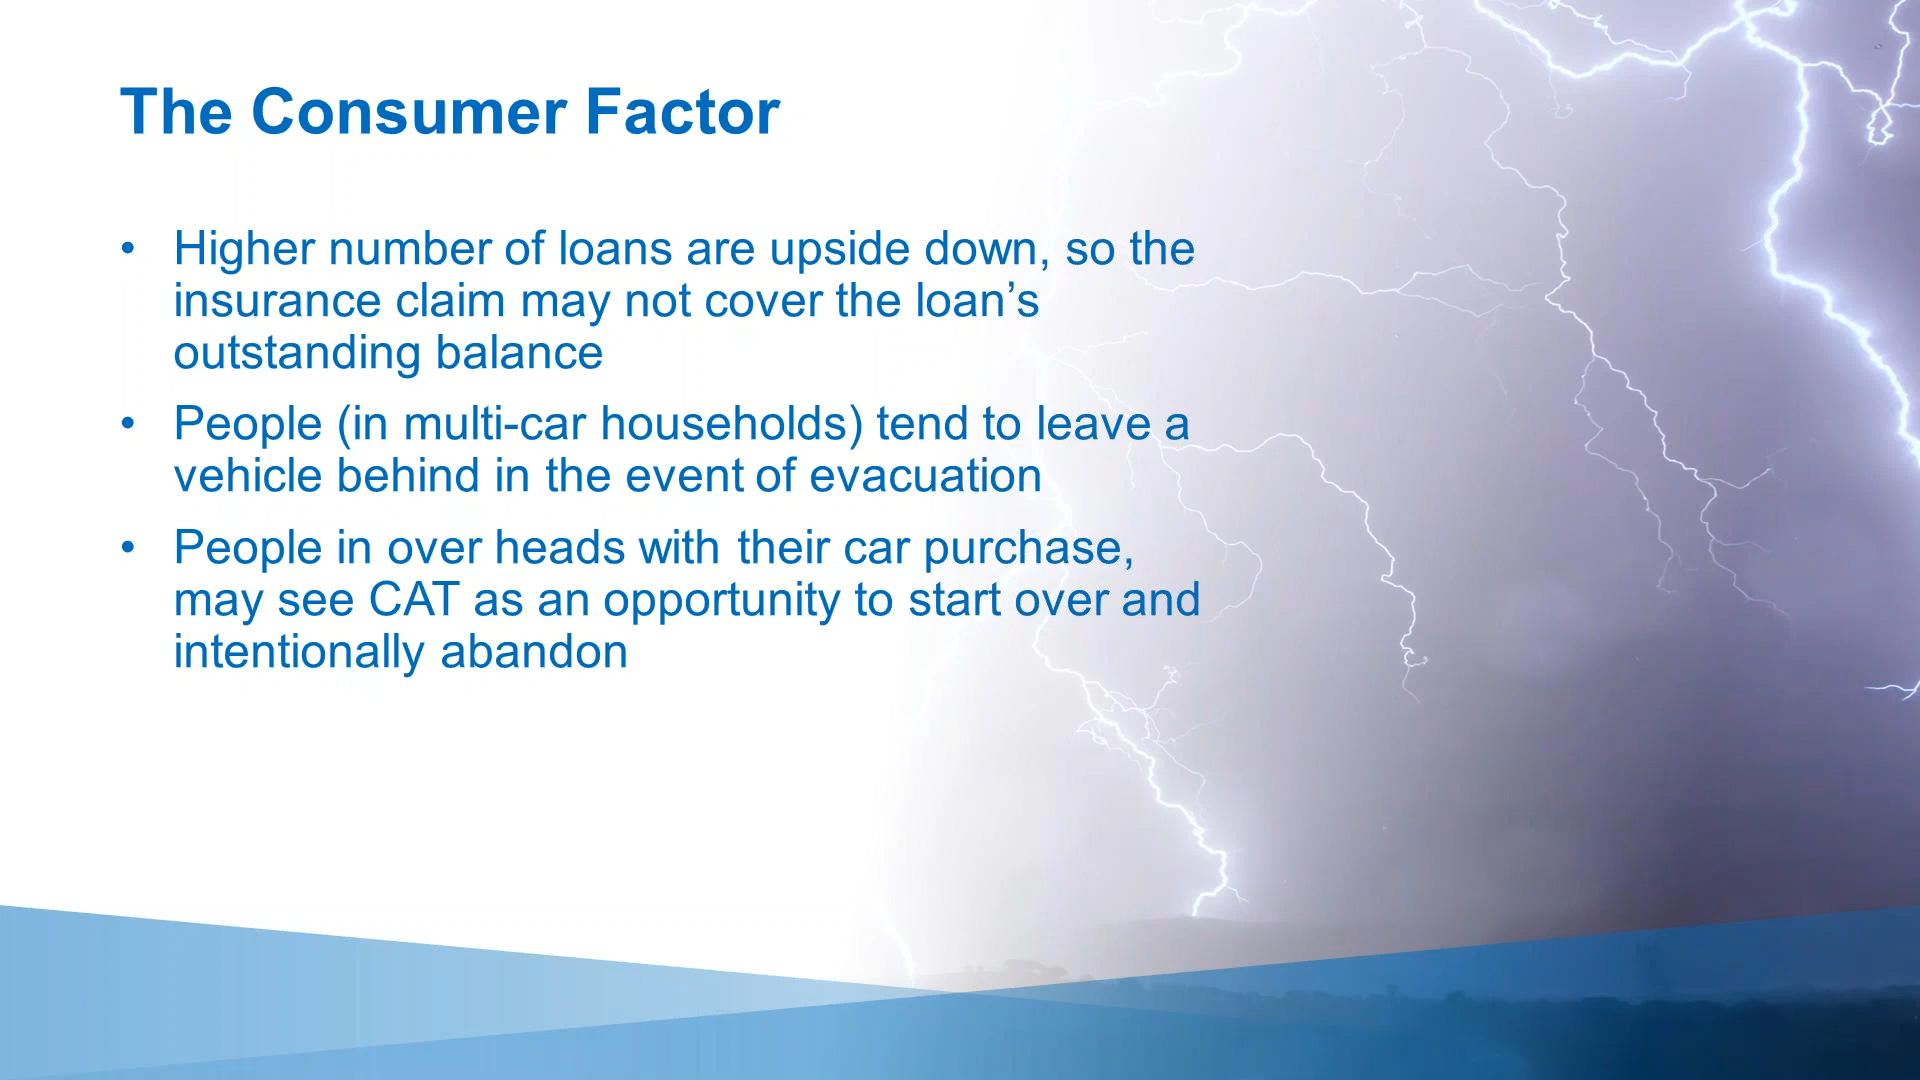 The Consumer Factor
• Higher number of loans are upside down, so the
insurance claim may not cover the loan’s
outstanding balance
• People (in multi-car households) tend to leave a
vehicle behind in the event of evacuation
• People in over heads with their car purchase,
may see CAT as an opportunity to start over and
intentionally abandon